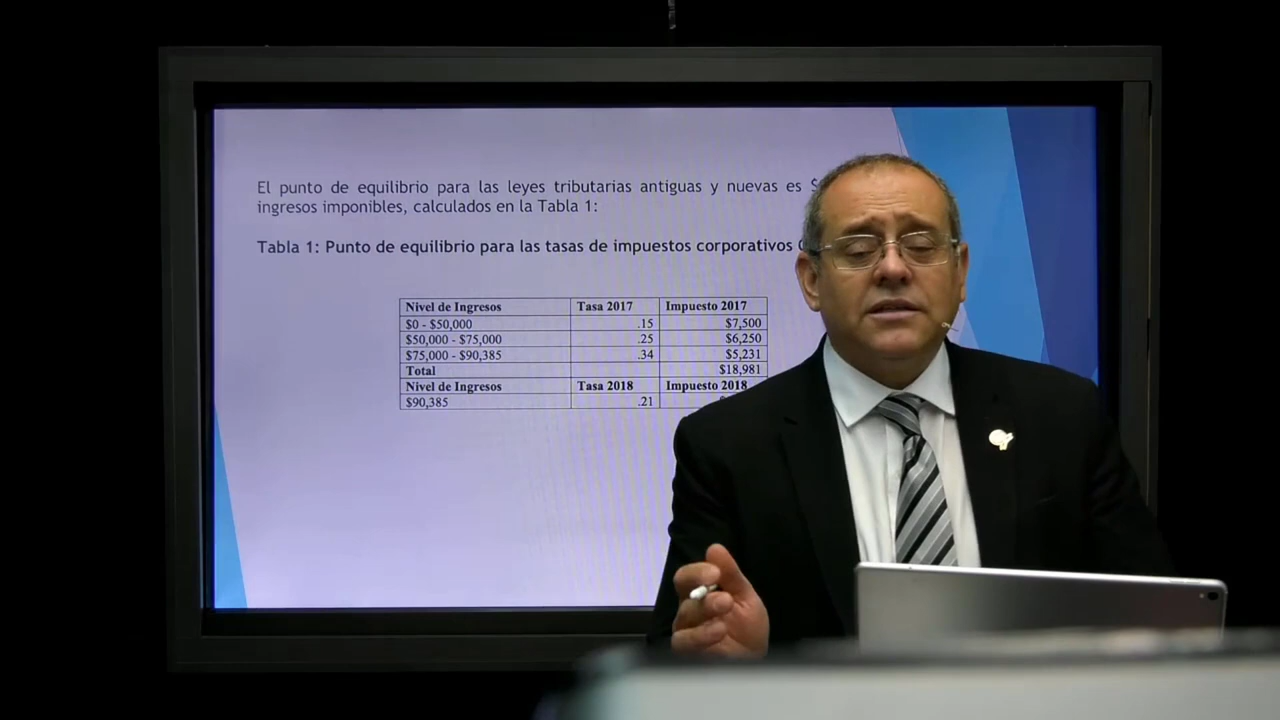 El punto de equilibrio para las leyes tributarias antiguas y nuevas es $
ingresos imponibles, calculados en la Tabla 1:
Tabla 1: Punto de equilibrio para las tasas de impuestos corporativos
Nivel de Ingresos Tasa 2017 Impuesto 2017
$0 - $50,000 .15 $7,500
$50,000 - $75,000 .25 $6,250
$75,000 - $90,385 .34 $5,231
Total $18,981
Nivel de Ingresos Tasa 2018 Impuesto 2018
$90,385 .21